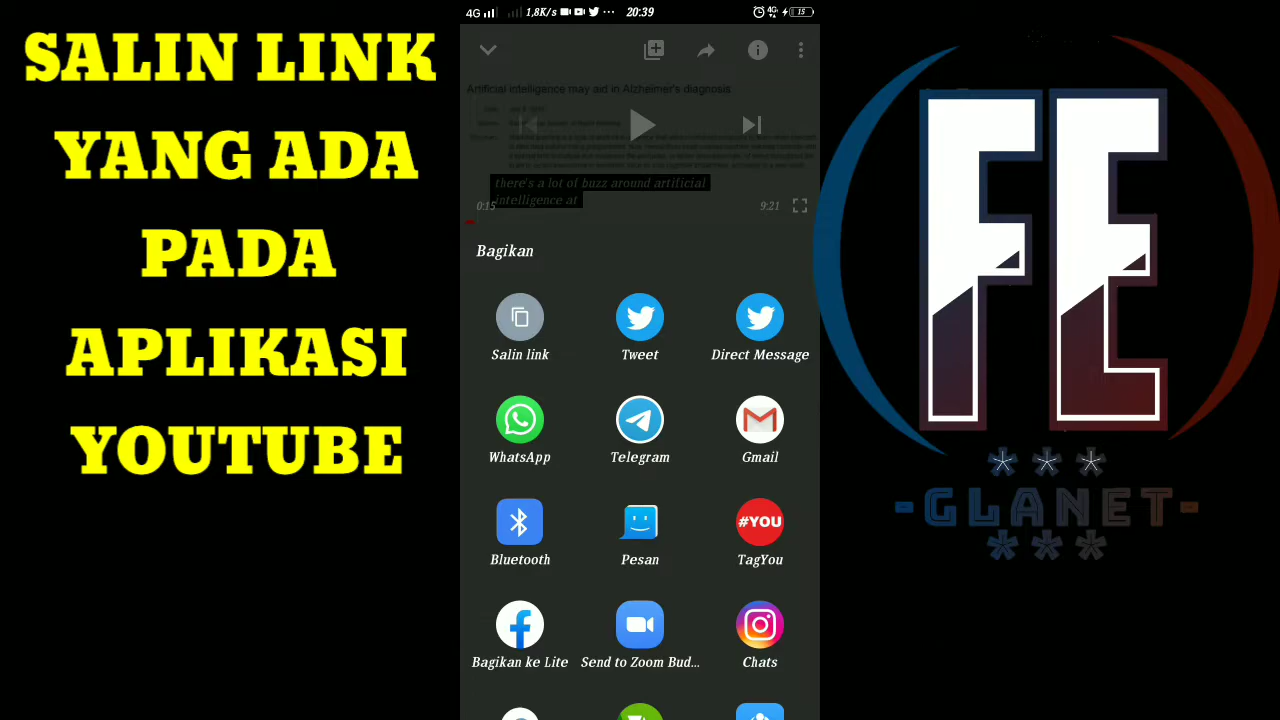 SALIN LINK
YANG ADA
PADA
APLIKASI
YOUTUBE
4G 1,8K/s ... 20:39 4G 15
Artificial intelligence may aid in Alzheimer's diagnosis
there's a lot of buzz around artificial
intelligence at
0:15 9:21
Bagikan
Salin link Tweet Direct Message
WhatsApp Telegram Gmail
#YOU
Bluetooth Pesan TagYou
Bagikan ke Lite Send to Zoom Bud... Chats
FE
*** 
-GLANET-
***